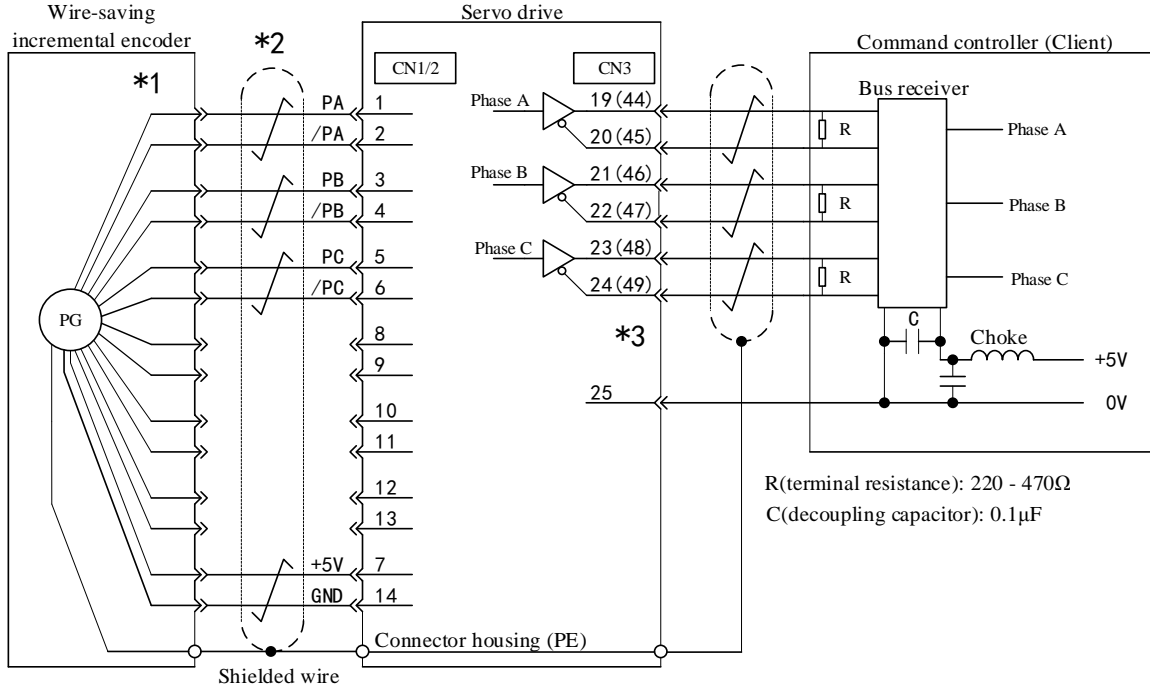 Wire-saving
incremental encoder
Servo drive
Command controller (Client)
*1
*2
CN1/2
CN3
Bus receiver
PA 1
/PA 2
PB 3
/PB 4
PC 5
/PC 6
8
9
10
11
12
13
+5V 7
GND 14
PG
Phase A 19(44)
20(45)
Phase B 21(46)
22(47)
Phase C 23(48)
24(49)
*3
25
R
R
R
Phase A
Phase B
Phase C
C
Choke
+5V
0V
R(terminal resistance): 220 - 470Ω
C(decoupling capacitor): 0.1μF
Connector housing (PE)
Shielded wire